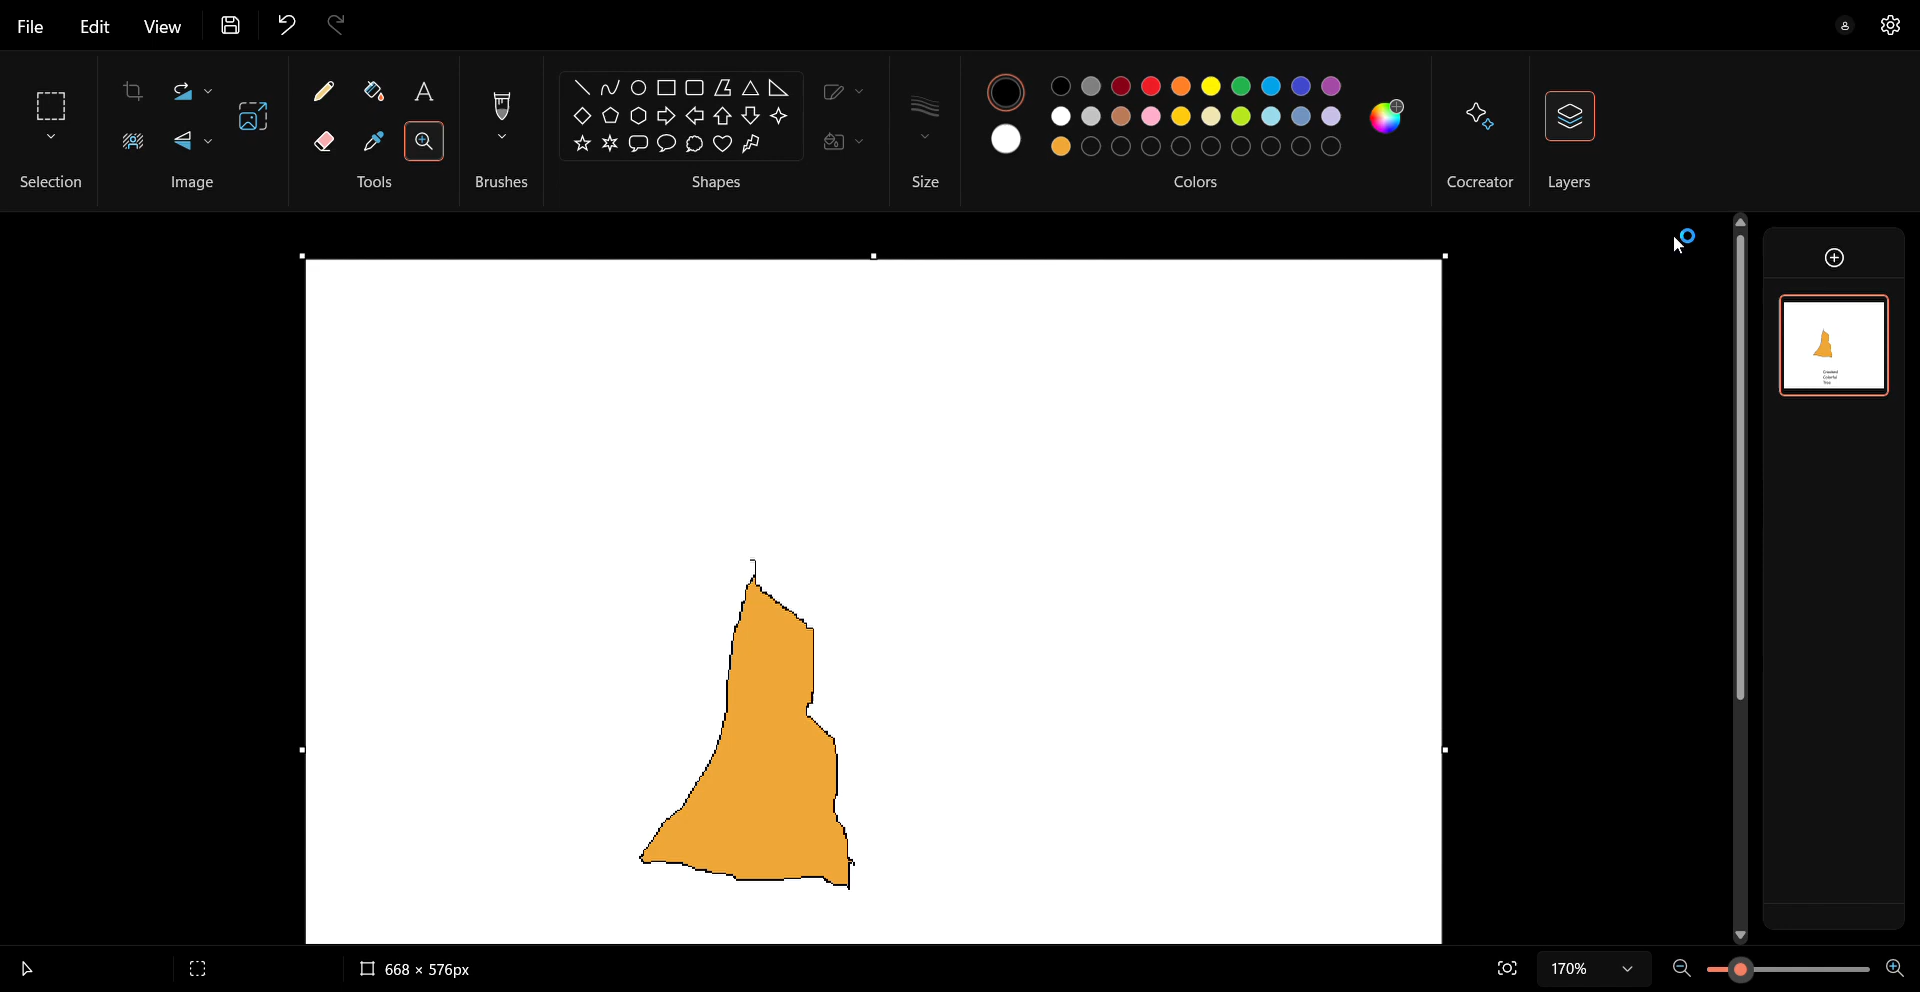 File Edit View
Selection Image Tools Brushes Shapes Size Colors Cocreator Layers
668 × 576px 170%